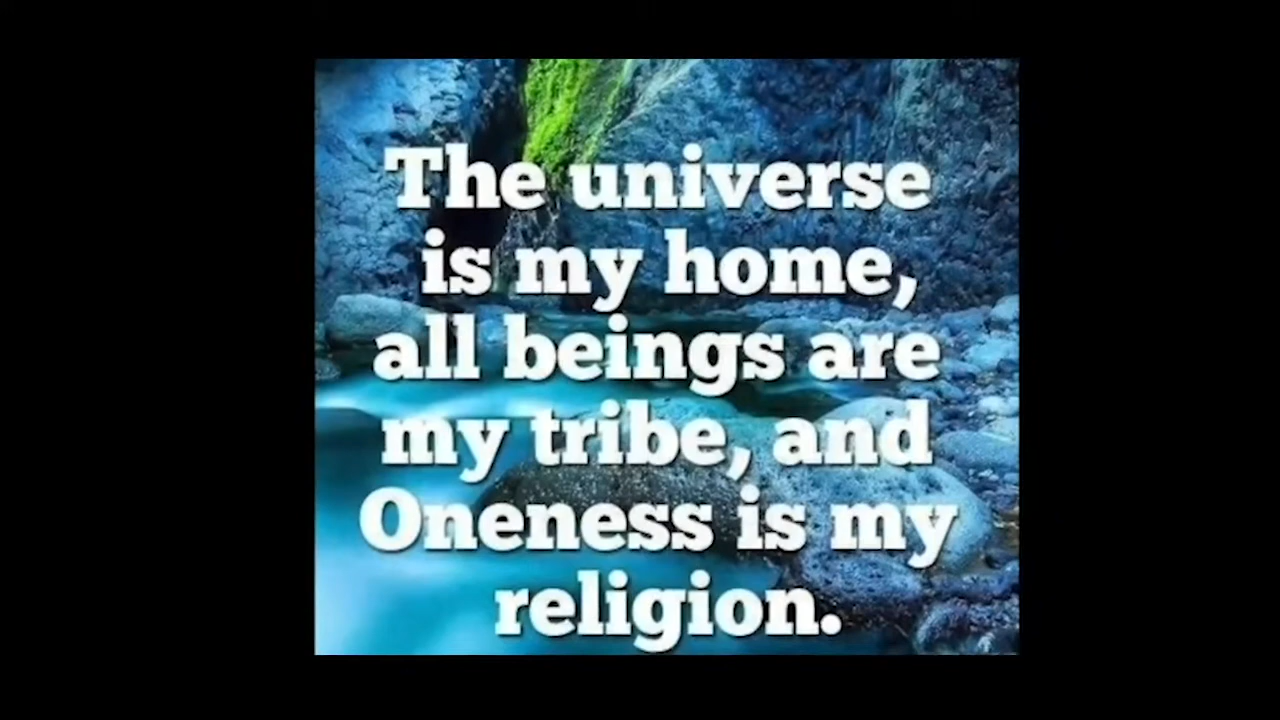 The universe
is my home,
all beings are
my tribe, and
Oneness is my
religion.